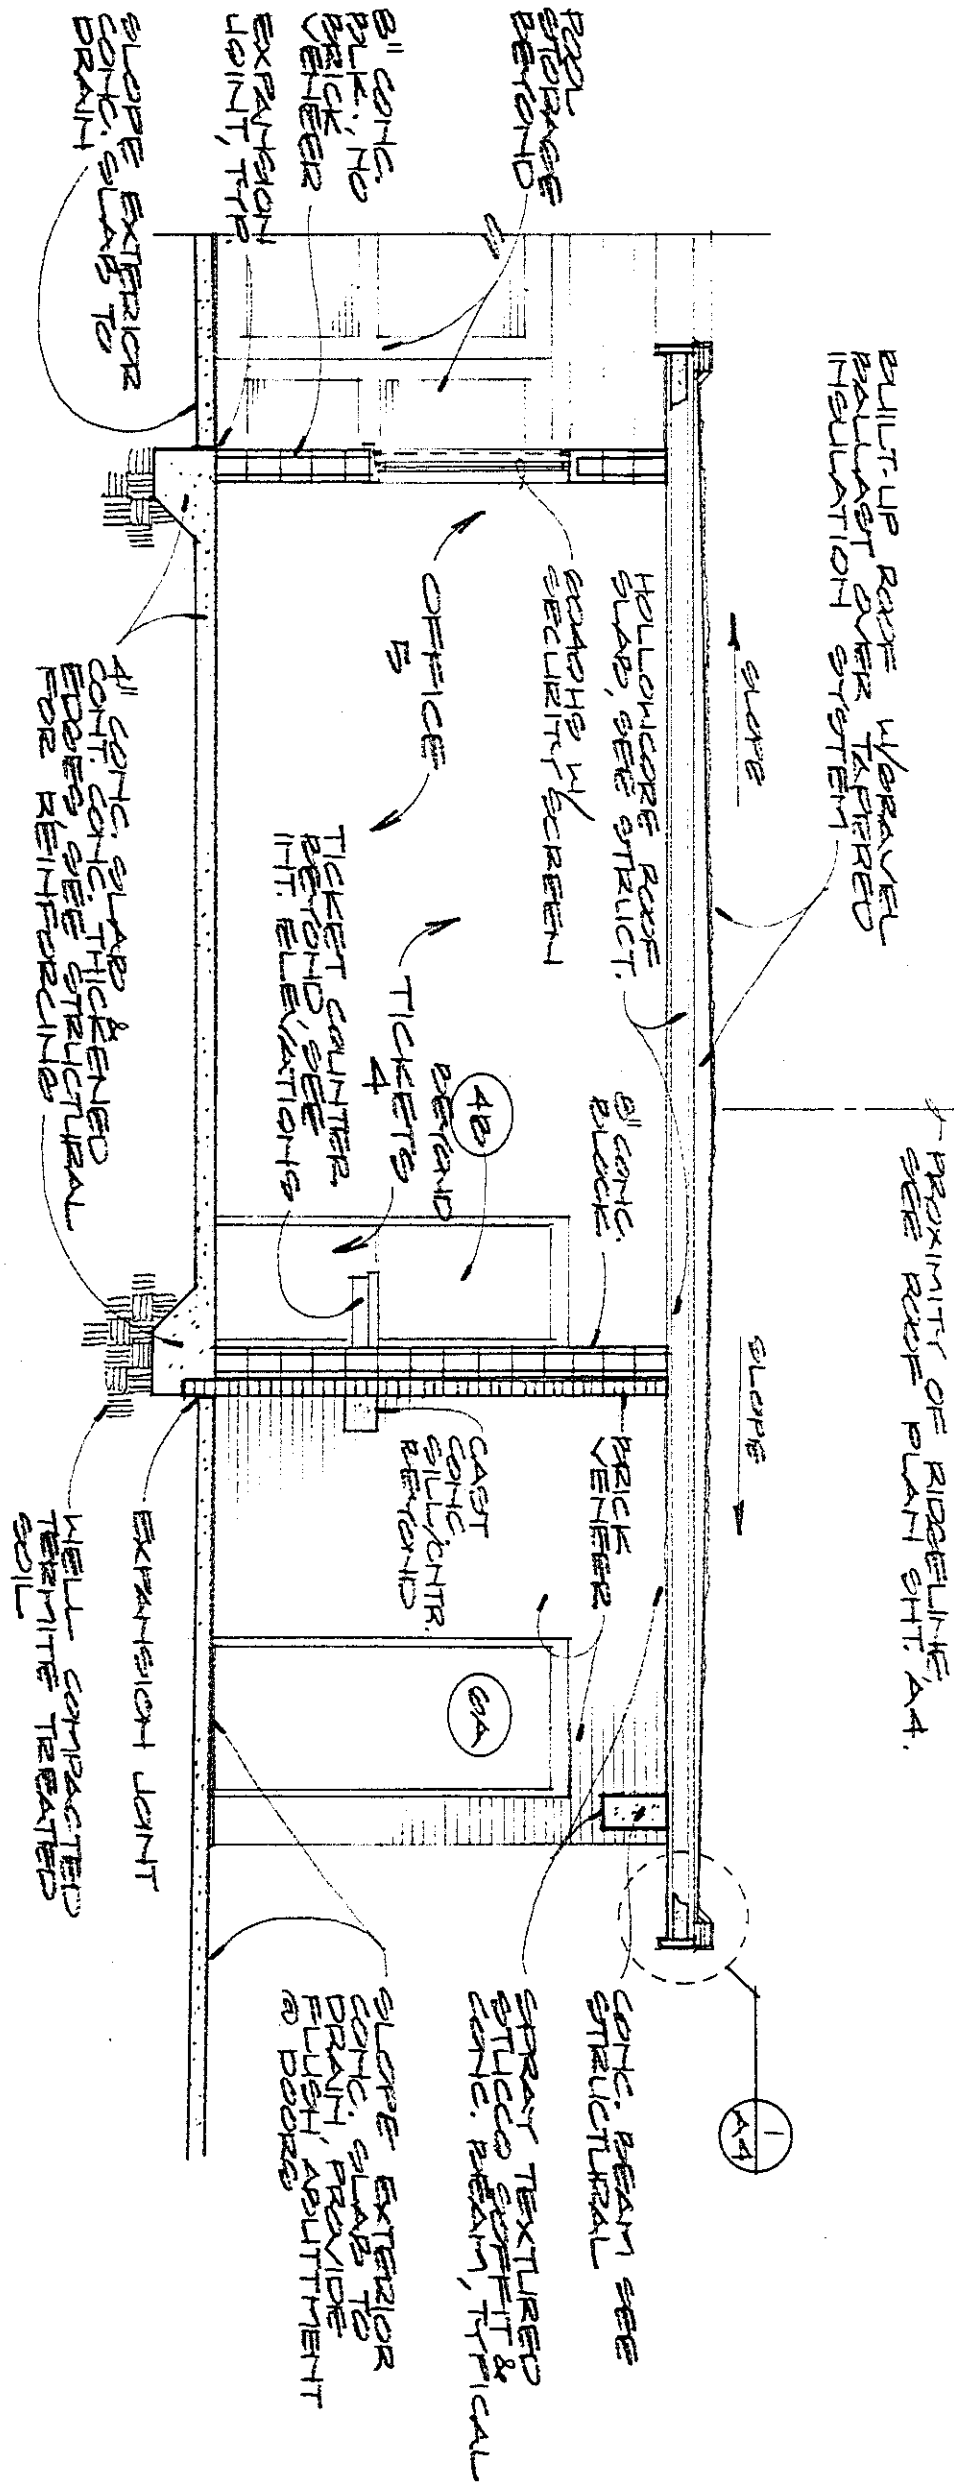 PROXIMITY OF RIDGELINE,
SEE ROOF PLAN SHT. A4.
BUILT-UP ROOF W/GRAVEL
BALLAST OVER TAPERED
INSULATION SYSTEM
SLOPE
SLOPE
1
A4
POOL
STORAGE
BEYOND
8" CONC.
BLK., NO
BRICK
VENEER
EXPANSION
JOINT, TYP.
SLOPE EXTERIOR
CONC. SLAB TO
DRAIN
HOLLOWCORE ROOF
SLAB, SEE STRUCT.
W/
SECURITY SCREEN
OFFICE
5
8" CONC.
BLOCK
4B
BEYOND
TICKETS
4
TICKET COUNTER
BEYOND, SEE
INT. ELEVATIONS
4" CONC. SLAB &
CONT. CONC. THICKENED
EDGES, SEE STRUCTURAL
FOR REINFORCING
BRICK
VENEER
CAST
CONC
SILL/CNTR.
BEYOND
6A
EXPANSION JOINT
WELL COMPACTED
TERMITE TREATED
SOIL
CONC. BEAM SEE
STRUCTURAL
SPRAY TEXTURED
STUCCO SOFFIT &
CONC. BEAM, TYPICAL
SLOPE EXTERIOR
CONC. SLAB TO
DRAIN, PROVIDE
FLUSH ABUTTMENT
@ DOORS